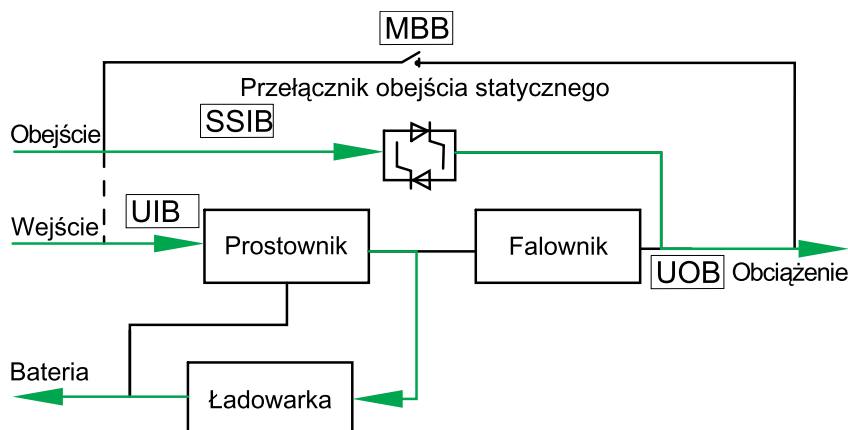 MBB
Przełącznik obejścia statycznego
SSIB
Obejście
UIB
Wejście
Prostownik
Falownik
UOB
Obciążenie
Bateria
Ładowarka